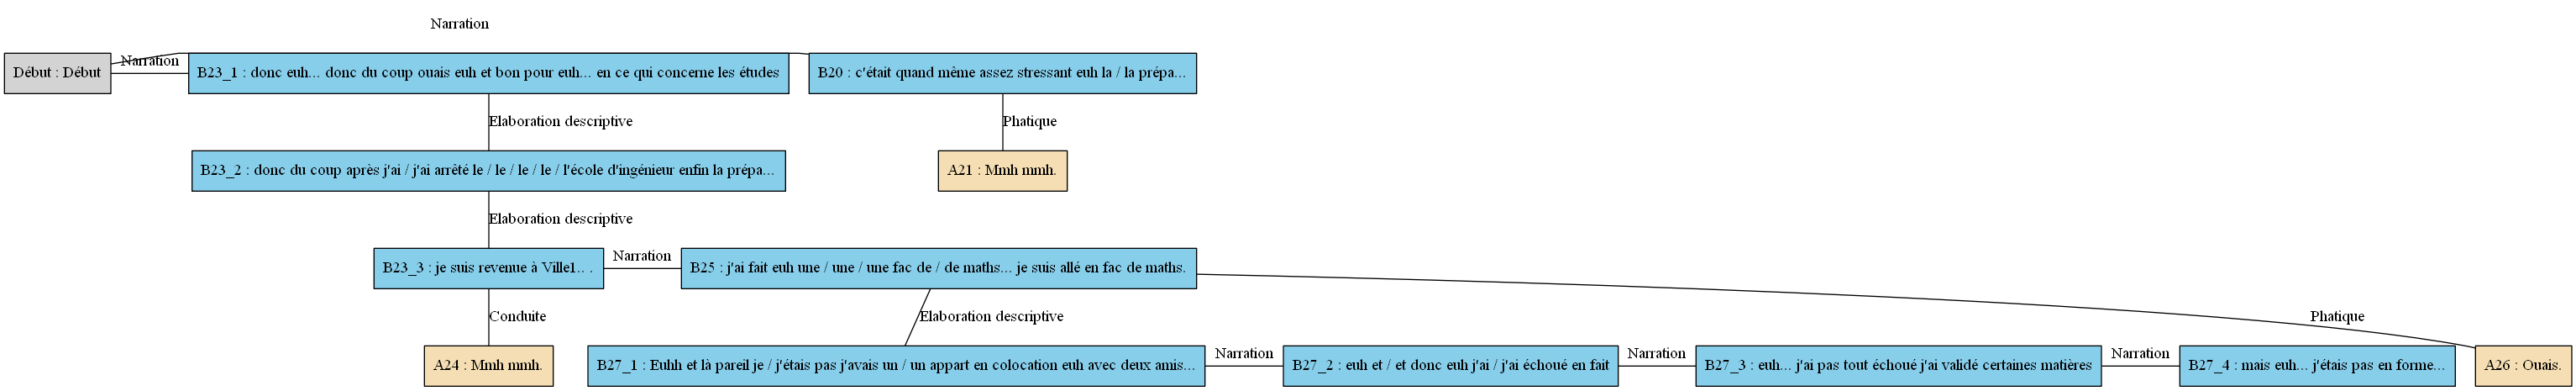 Narration
Début : Début
Narration
B23_1 : donc euh... donc du coup ouais euh et bon pour euh... en ce qui concerne les études
B20 : c'était quand même assez stressant euh la / la prépa...
Elaboration descriptive
Phatique
B23_2 : donc du coup après j'ai / j'ai arrêté le / le / le / le / l'école d'ingénieur enfin la prépa...
A21 : Mmh mmh.
Elaboration descriptive
B23_3 : je suis revenue à Ville1.. .
Narration
B25 : j'ai fait euh une / une / une fac de / de maths... je suis allé en fac de maths.
Conduite
Elaboration descriptive
Phatique
A24 : Mmh mmh.
B27_1 : Euhh et là pareil je / j'étais pas j'avais un / un appart en colocation euh avec deux amis...
Narration
B27_2 : euh et / et donc euh j'ai / j'ai échoué en fait
Narration
B27_3 : euh... j'ai pas tout échoué j'ai validé certaines matières
Narration
B27_4 : mais euh... j'étais pas en forme...
A26 : Ouais.